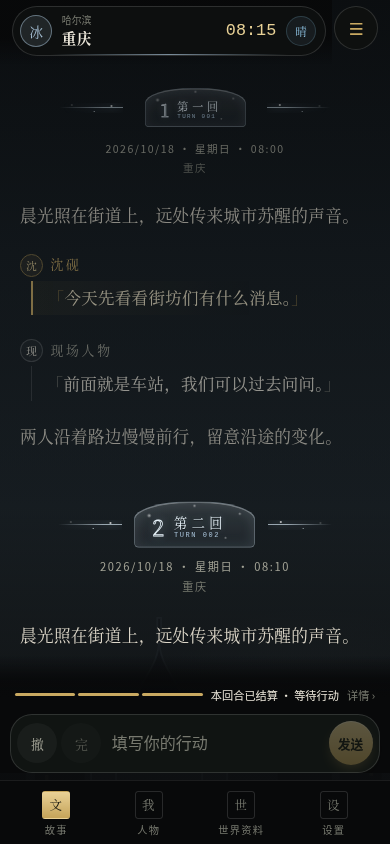 冰
哈尔滨
重庆
08:15
晴
1 第一回
TURN 001
2026/10/18 · 星期日 · 08:00
重庆
晨光照在街道上，远处传来城市苏醒的声音。
沈 沈砚
「今天先看看街坊们有什么消息。」
现 现场人物
「前面就是车站，我们可以过去问问。」
两人沿着路边慢慢前行，留意沿途的变化。
2 第二回
TURN 002
2026/10/18 · 星期日 · 08:10
重庆
晨光照在街道上，远处传来城市苏醒的声音。
本回合已结算 · 等待行动 详情 ›
撤 完 填写你的行动 发送
文 我 世 设
故事 人物 世界资料 设置